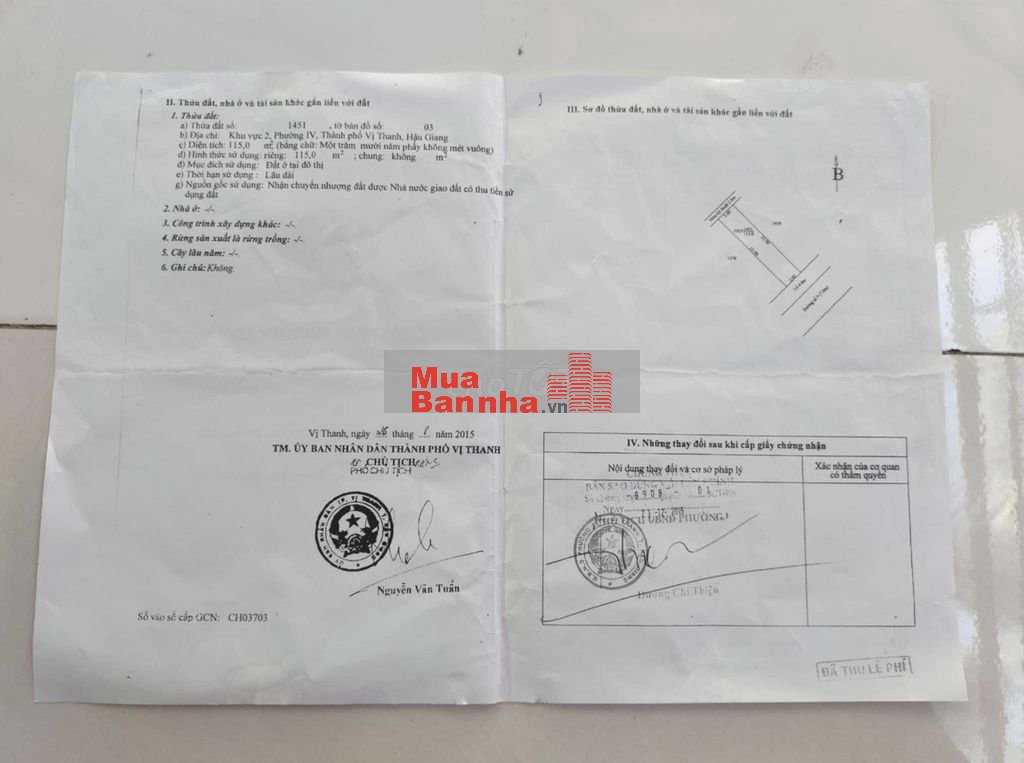 II. Thửa đất, nhà ở và tài sản khác gắn liền với đất
1. Thửa đất:
a) Thửa đất số: 1451 , tờ bản đồ số: 03
b) Địa chỉ: Khu vực 2, Phường IV, Thành phố Vị Thanh, Hậu Giang
c) Diện tích: 115,0 m², (bằng chữ: Một trăm mười năm phẩy không mét vuông)
d) Hình thức sử dụng: riêng: 115,0 m² ; chung: không m²
đ) Mục đích sử dụng: Đất ở tại đô thị
e) Thời hạn sử dụng : Lâu dài
g) Nguồn gốc sử dụng: Nhận chuyển nhượng đất được Nhà nước giao đất có thu tiền sử
dụng đất
2. Nhà ở: -/-.
3. Công trình xây dựng khác: -/-.
4. Rừng sản xuất là rừng trồng: -/-.
5. Cây lâu năm: -/-.
6. Ghi chú: Không.
Vị Thanh, ngày tháng năm 2015
TM. ỦY BAN NHÂN DÂN THÀNH PHỐ VỊ THANH
CHỦ TỊCH
PHÓ CHỦ TỊCH
Nguyễn Văn Tuấn
Số vào sổ cấp GCN: CH03703
III. Sơ đồ thửa đất, nhà ở và tài sản khác gắn liền với đất
B
Mua
Bannha.vn
IV. Những thay đổi sau khi cấp giấy chứng nhận
Nội dung thay đổi và cơ sở pháp lý
Xác nhận của cơ quan
có thẩm quyền
BẢN SAO ĐÚNG
6908
Ngày 21-12-2015
UBND PHƯỜNG
Dương Chí Thiện
ĐÃ THU LỆ PHÍ